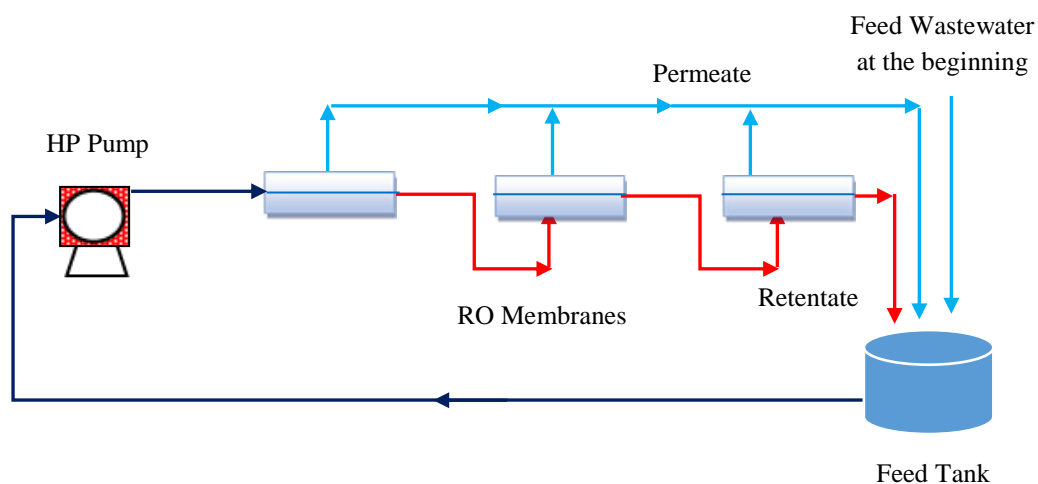 Feed Wastewater
at the beginning
Permeate
HP Pump
RO Membranes
Retentate
Feed Tank